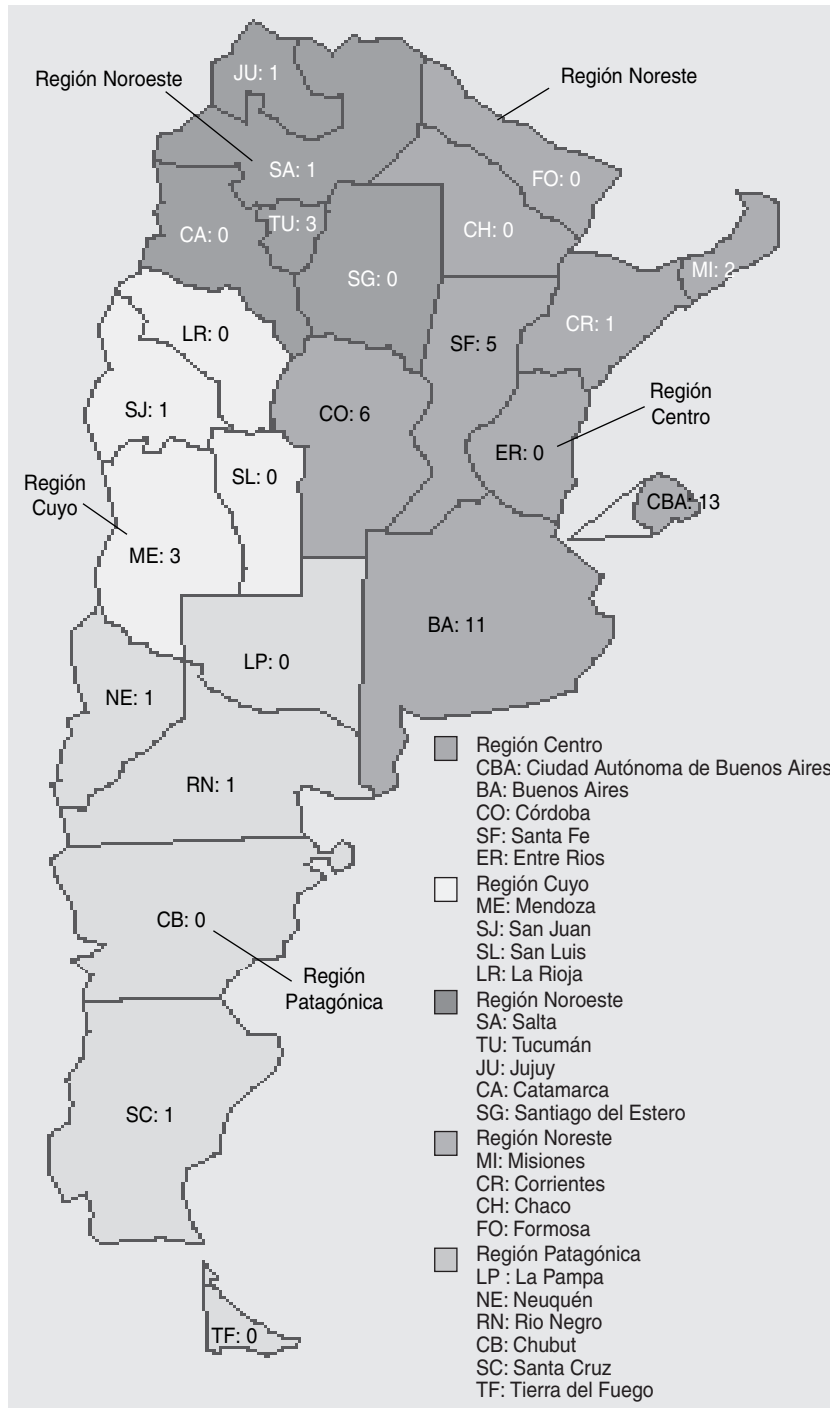 JU: 1
Región Noroeste
Región Noreste
SA: 1
FO: 0
TU: 3
CA: 0
CH: 0
MI: 2
SG: 0
CR: 1
LR: 0
SF: 5
SJ: 1
CO: 6
Región
Centro
ER: 0
SL: 0
Región
Cuyo
CBA: 13
ME: 3
BA: 11
LP: 0
NE: 1
RN: 1
CB: 0
Región
Patagónica
SC: 1
TF: 0
Región Centro
CBA: Ciudad Autónoma de Buenos Aires
BA: Buenos Aires
CO: Córdoba
SF: Santa Fe
ER: Entre Rios
Región Cuyo
ME: Mendoza
SJ: San Juan
SL: San Luis
LR: La Rioja
Región Noroeste
SA: Salta
TU: Tucumán
JU: Jujuy
CA: Catamarca
SG: Santiago del Estero
Región Noreste
MI: Misiones
CR: Corrientes
CH: Chaco
FO: Formosa
Región Patagónica
LP : La Pampa
NE: Neuquén
RN: Rio Negro
CB: Chubut
SC: Santa Cruz
TF: Tierra del Fuego